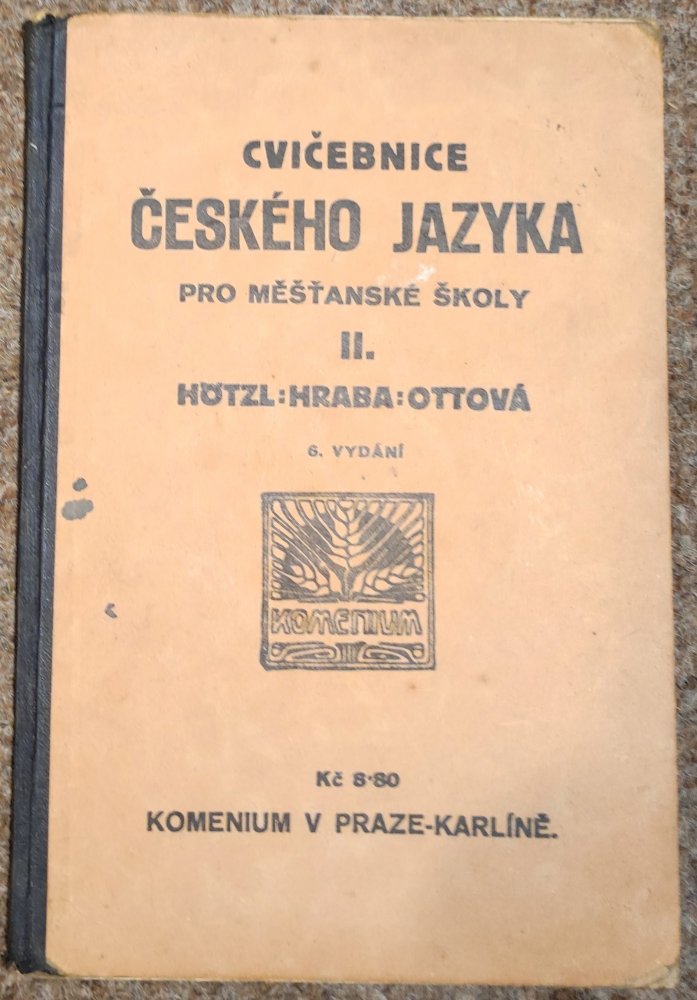 CVIČEBNICE
ČESKÉHO JAZYKA
PRO MĚŠŤANSKÉ ŠKOLY
II.
HÖTZL:HRABA:OTTOVÁ
6. VYDÁNÍ
KOMENIUM
Kč 8·80
KOMENIUM V PRAZE-KARLÍNĚ.